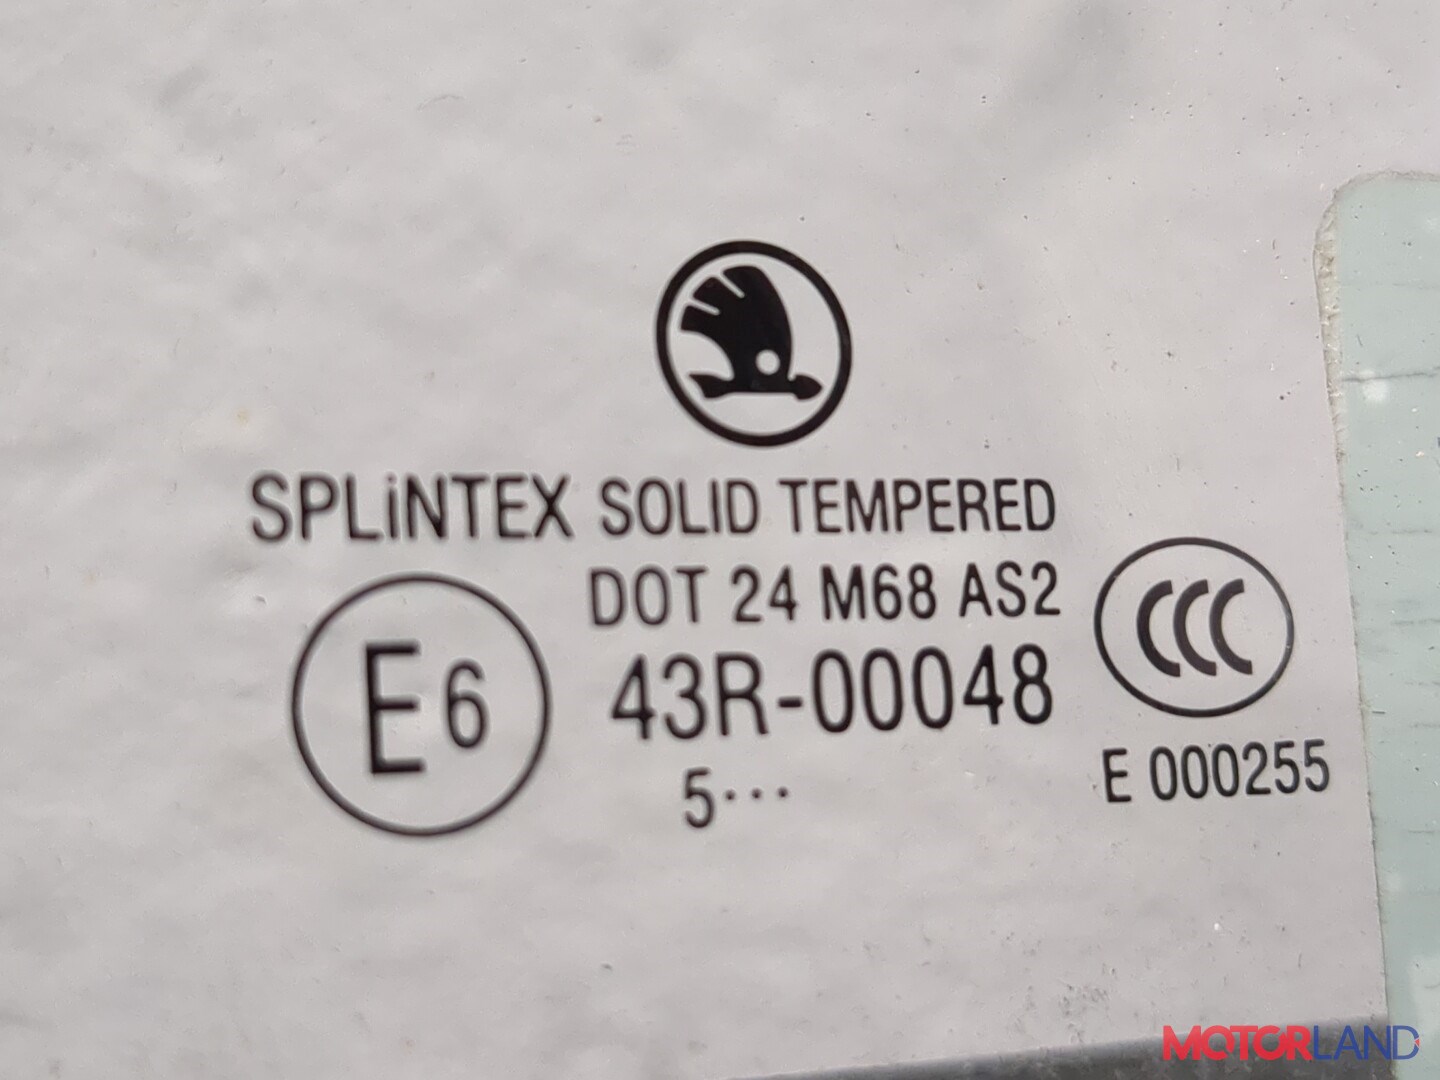 SPLiNTEX SOLID TEMPERED
DOT 24 M68 AS2
E6
43R-00048
CCC
5...
E 000255
MOTORLAND